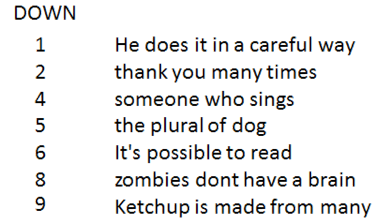 DOWN
1 He does it in a careful way
2 thank you many times
4 someone who sings
5 the plural of dog
6 It's possible to read
8 zombies dont have a brain
9 Ketchup is made from many